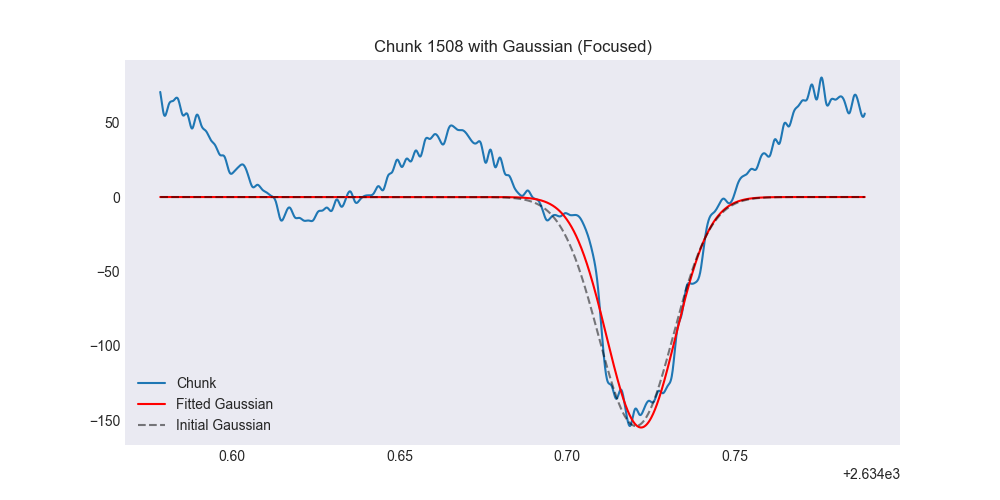 Chunk 1508 with Gaussian (Focused)
50
0
−50
−100
−150
Chunk
Fitted Gaussian
Initial Gaussian
0.60 0.65 0.70 0.75
+2.634e3